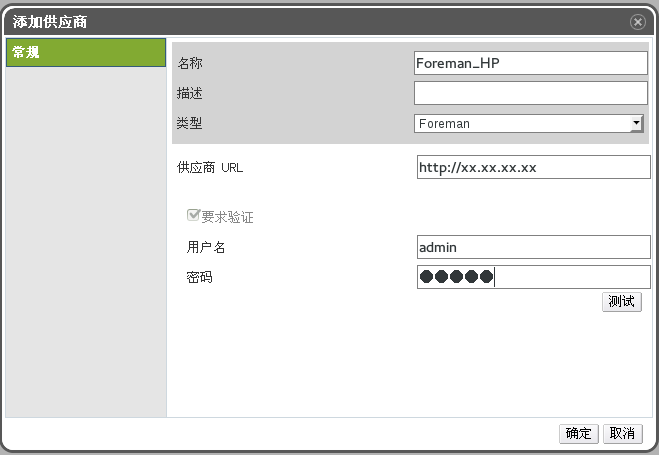 添加供应商
常规
名称 Foreman_HP
描述
类型 Foreman
供应商 URL http://xx.xx.xx.xx
要求验证
用户名 admin
密码 ●●●●●
测试
确定 取消